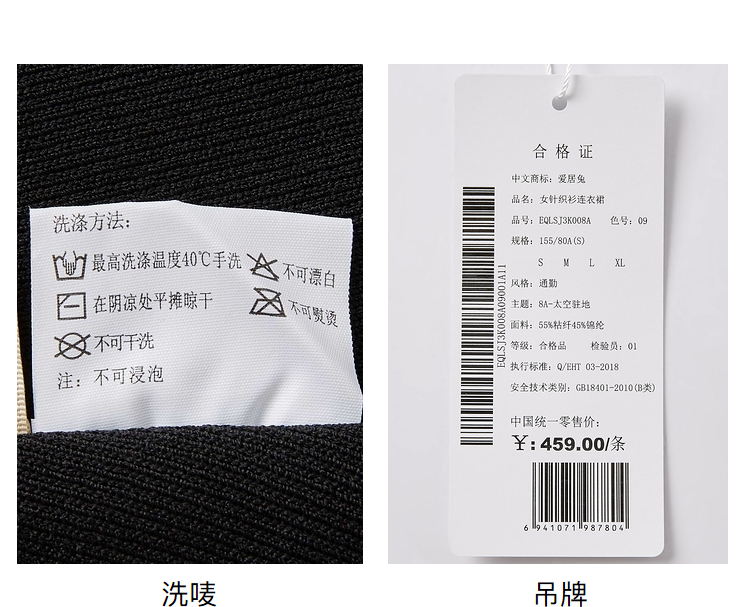 洗涤方法:
最高洗涤温度40℃手洗 不可漂白
在阴凉处平摊晾干 不可熨烫
不可干洗
注: 不可浸泡
洗唛
合格证
中文商标: 爱居兔
品名: 女针织衫连衣裙
品号: EQLSJ3K008A 色号: 09
规格: 155/80A(S)
S M L XL
风格: 通勤
主题: 8A-太空驻地
面料: 55%粘纤45%锦纶
等级: 合格品 检验员: 01
执行标准: Q/EHT 03-2018
安全技术类别: GB18401-2010(B类)
EQLSJ3K008A09001A11
中国统一零售价:
¥: 459.00/条
6 941071 987804
吊牌